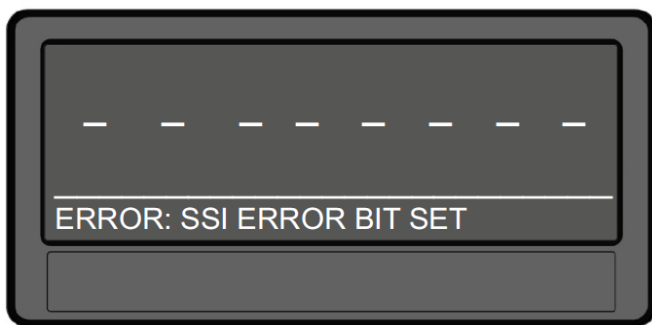 – – – – – – – –
ERROR: SSI ERROR BIT SET